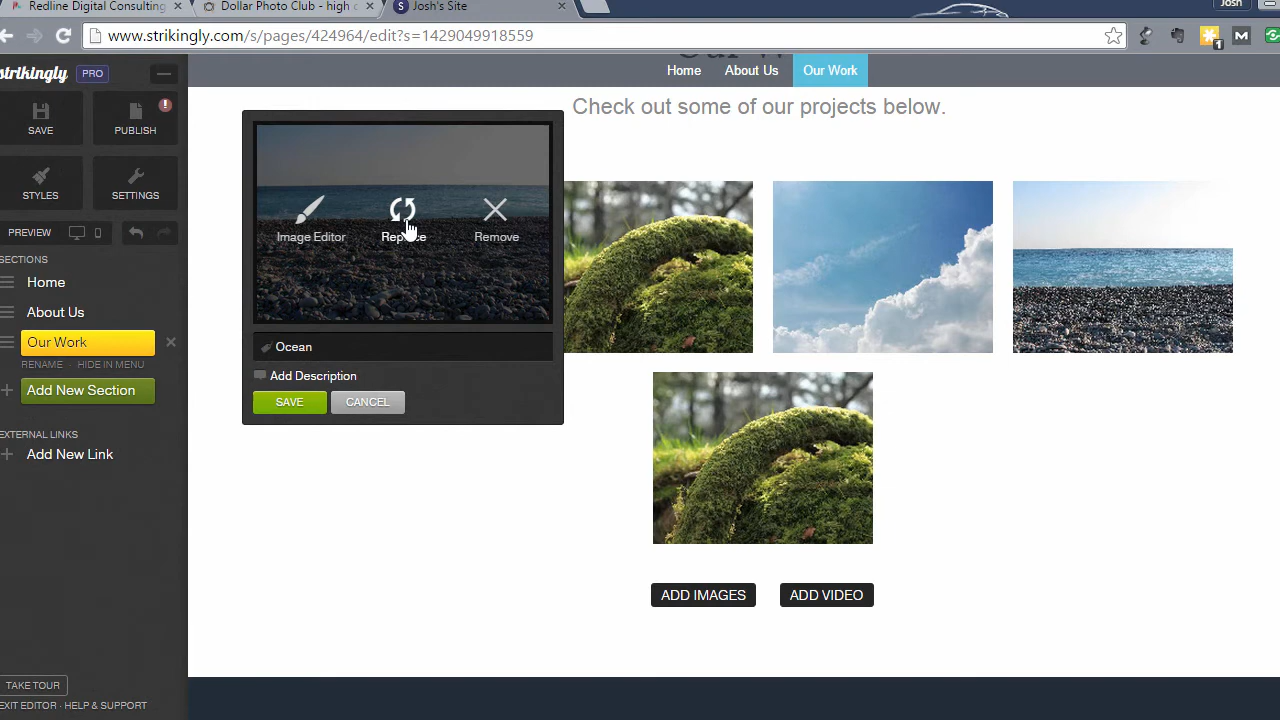 Redline Digital Consulting
Dollar Photo Club - high
Josh's Site
Josh
www.strikingly.com/s/pages/424964/edit?s=1429049918559
1
strikingly PRO
SAVE
PUBLISH
STYLES
SETTINGS
PREVIEW
SECTIONS
Home
About Us
Our Work
RENAME · HIDE IN MENU
Add New Section
EXTERNAL LINKS
Add New Link
TAKE TOUR
EXIT EDITOR · HELP & SUPPORT
Home
About Us
Our Work
Check out some of our projects below.
Image Editor
Replace
Remove
Ocean
Add Description
SAVE
CANCEL
ADD IMAGES
ADD VIDEO